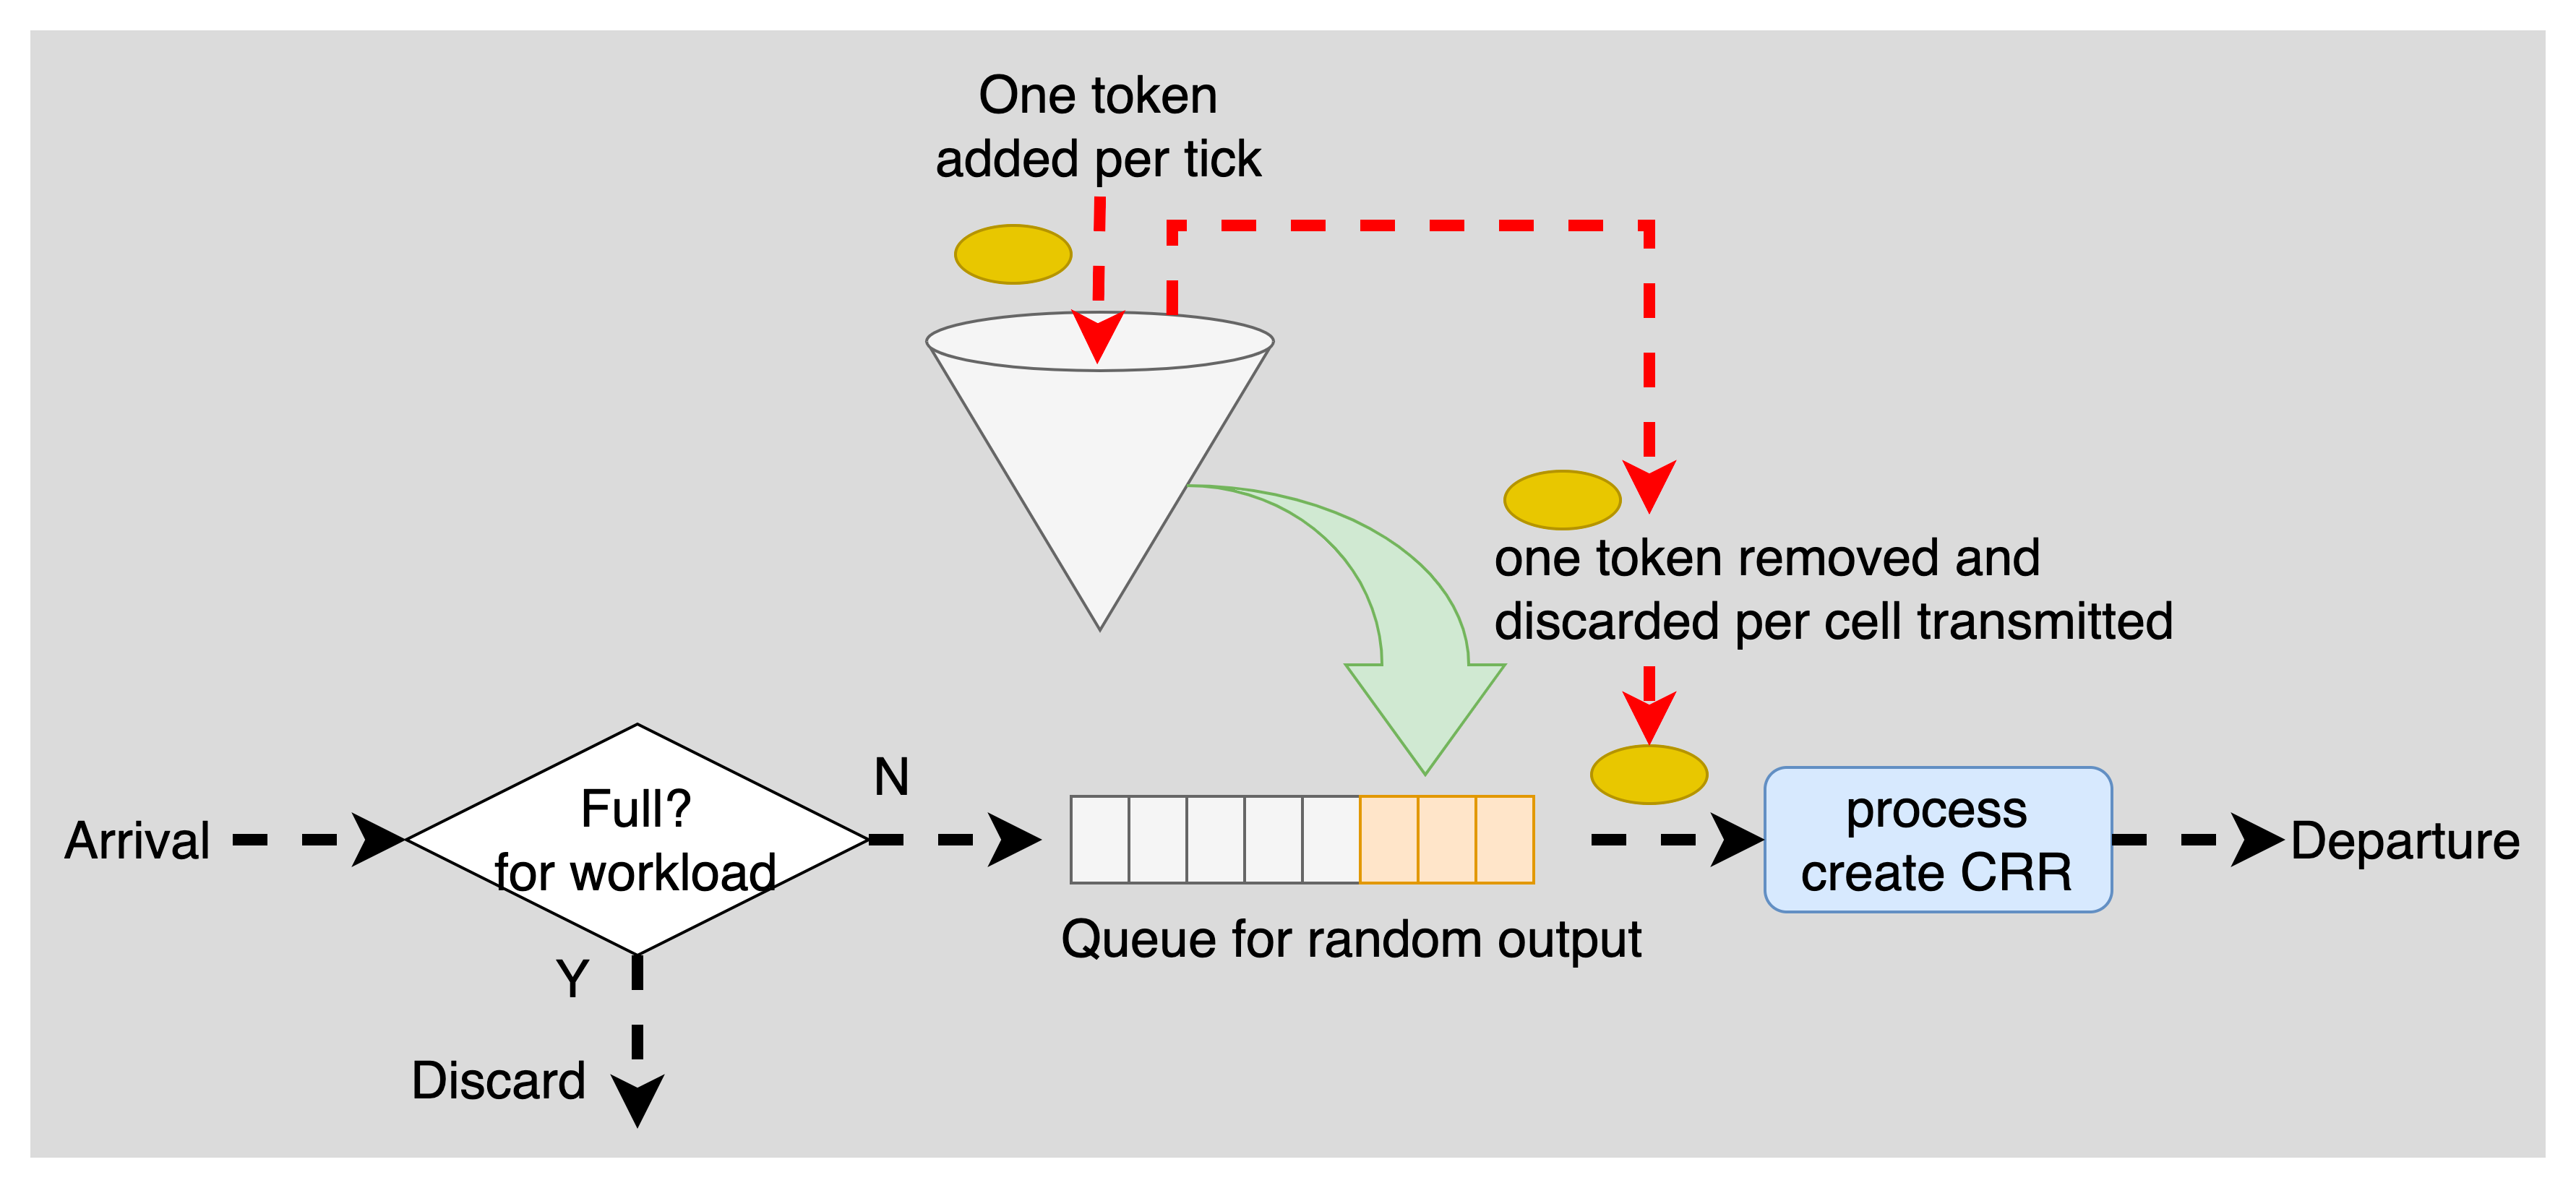 One token
added per tick
one token removed and
discarded per cell transmitted
Arrival
Full?
for workload
N
Y
Discard
Queue for random output
process
create CRR
Departure